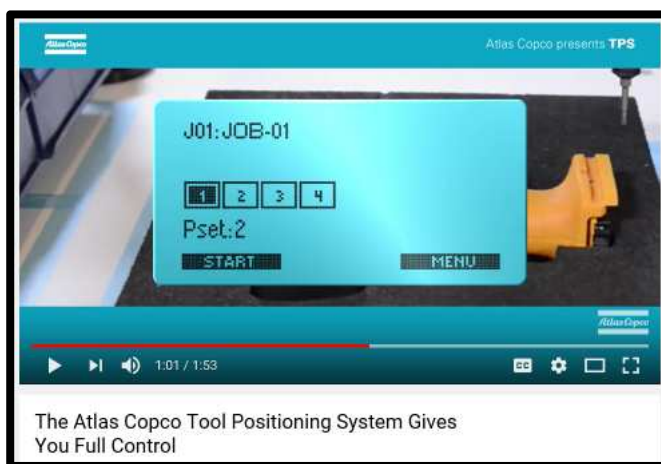 Atlas Copco
Atlas Copco presents TPS
J01:JOB-01
1 2 3 4
Pset:2
START MENU
Atlas Copco
1:01 / 1:53
CC
The Atlas Copco Tool Positioning System Gives
You Full Control